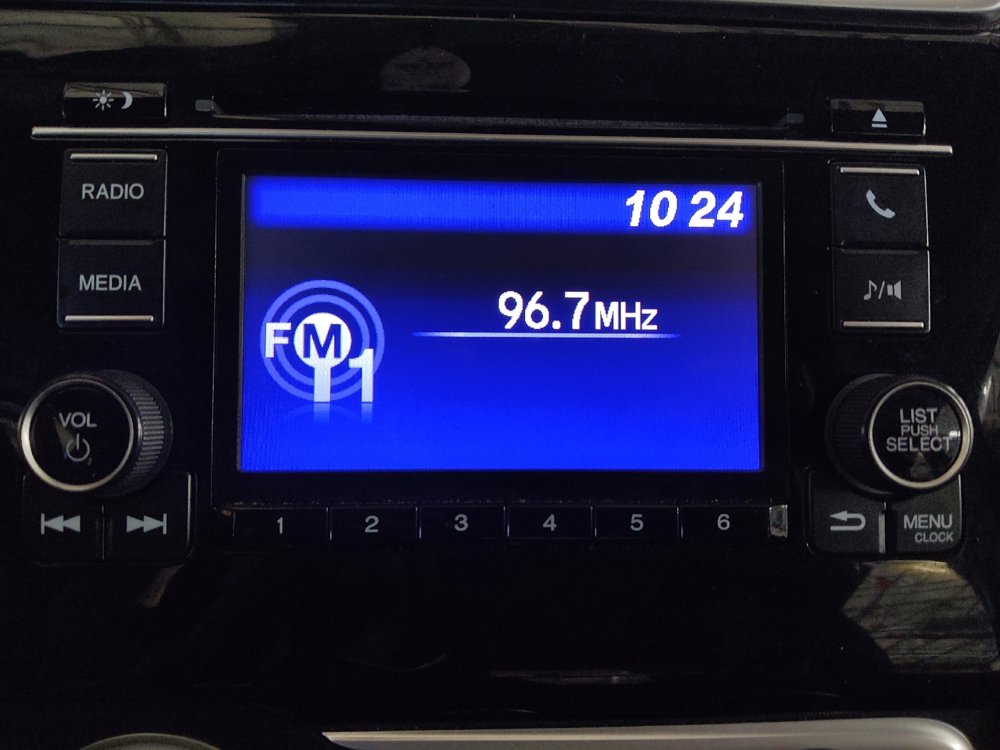 RADIO
MEDIA
VOL
10 24
96.7MHz
FM
1
LIST
PUSH
SELECT
MENU
CLOCK
1 2 3 4 5 6